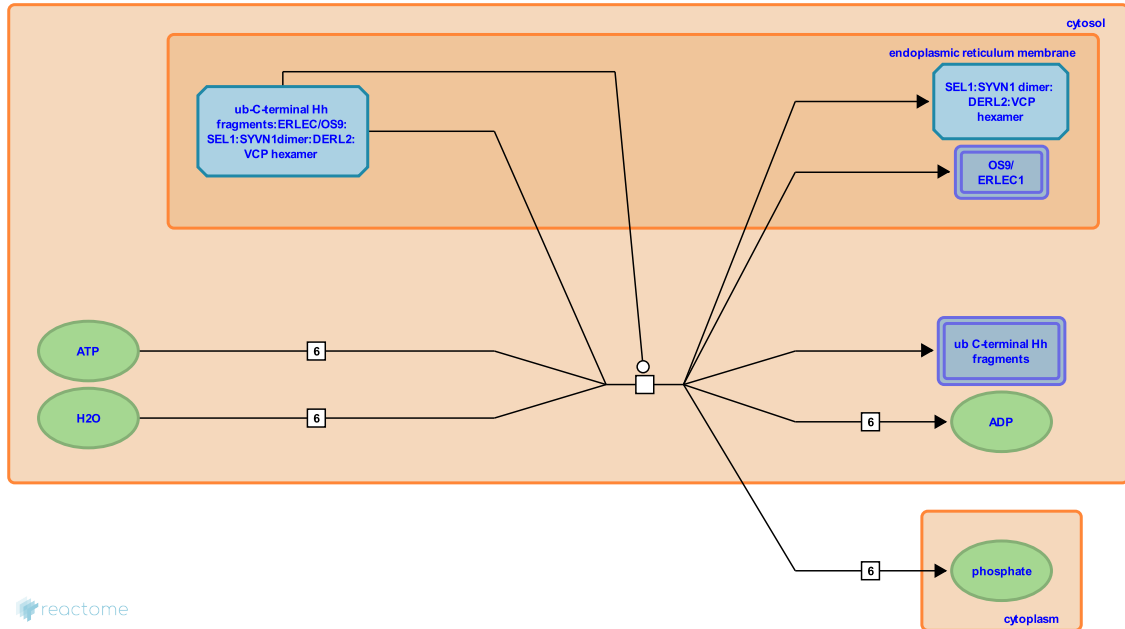 cytosol
endoplasmic reticulum membrane
ub-C-terminal Hh
fragments:ERLEC/OS9:
SEL1:SYVN1dimer:DERL2:
VCP hexamer
SEL1:SYVN1 dimer:
DERL2:VCP
hexamer
OS9/
ERLEC1
ATP
6
ub C-terminal Hh
fragments
H2O
6
6
ADP
6
phosphate
cytoplasm
reactome